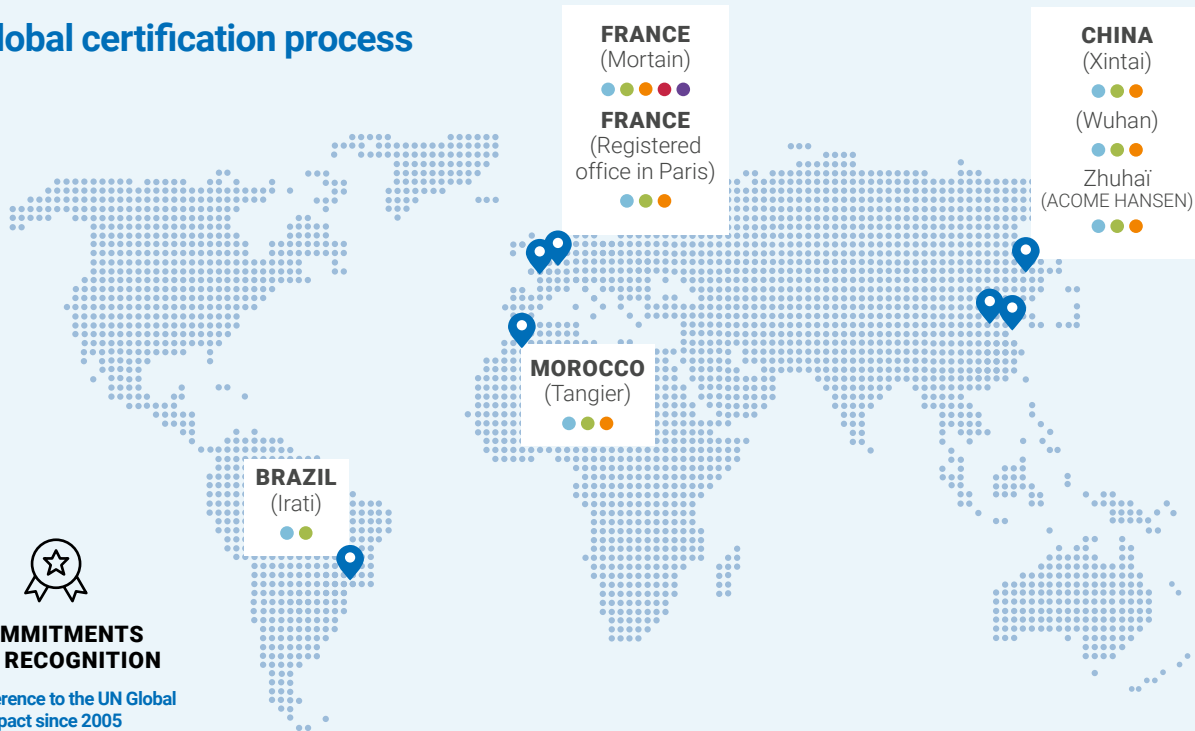 lobal certification process
FRANCE
(Mortain)
FRANCE
(Registered
office in Paris)
CHINA
(Xintai)
(Wuhan)
Zhuhaï
(ACOME HANSEN)
MOROCCO
(Tangier)
BRAZIL
(Irati)
MMITMENTS
RECOGNITION
erence to the UN Global
pact since 2005